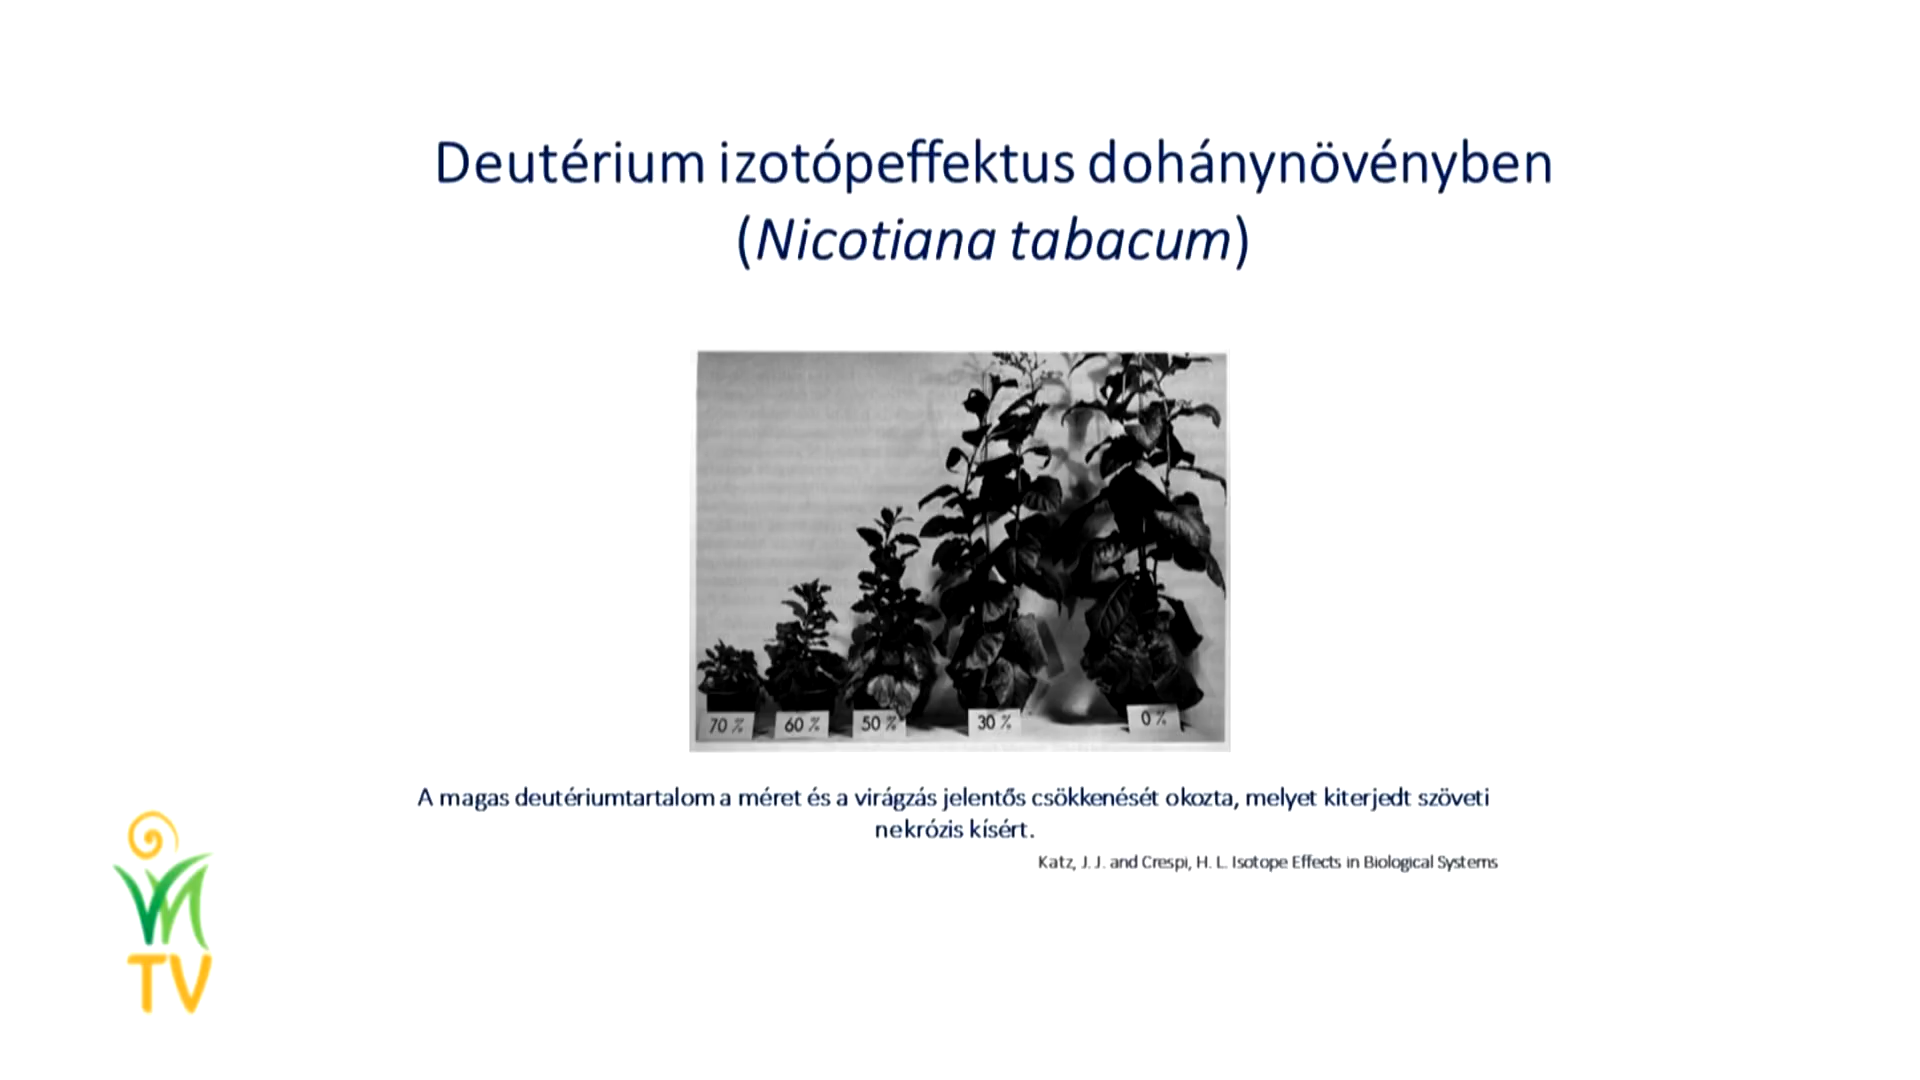 Deutérium izotópeffektus dohánynövényben
(Nicotiana tabacum)
70 %
60 %
50 %
30 %
0 %
A magas deutériumtartalom a méret és a virágzás jelentős csökkenését okozta, melyet kiterjedt szöveti
nekrózis kísért.
Katz, J. J. and Crespi, H. L. Isotope Effects in Biological Systems
VM
TV